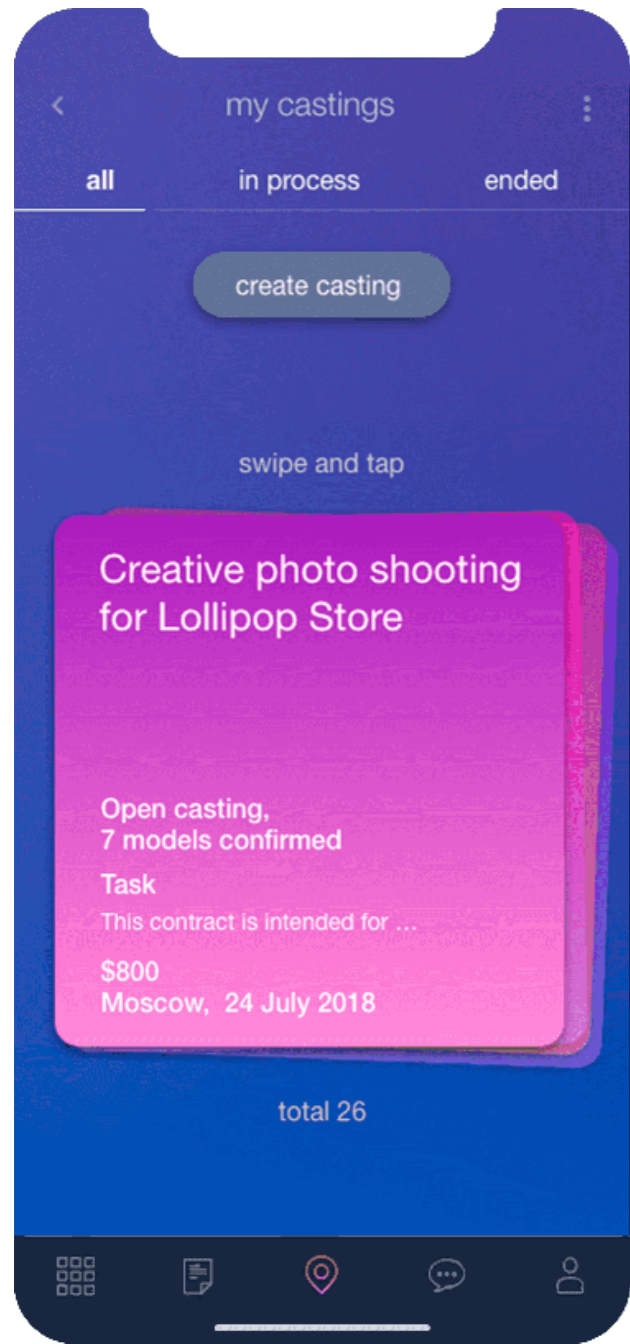 my castings
all in process ended
create casting
swipe and tap
Creative photo shooting
for Lollipop Store
Open casting,
7 models confirmed
Task
This contract is intended for ...
$800
Moscow, 24 July 2018
total 26